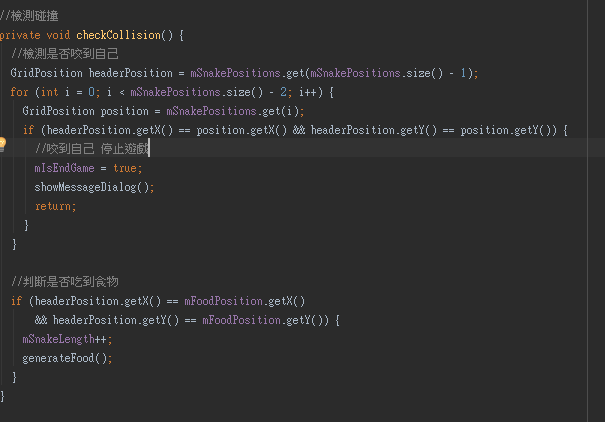 //檢測碰撞
private void checkCollision() {
//檢測是否咬到自己
GridPosition headerPosition = mSnakePositions.get(mSnakePositions.size() - 1);
for (int i = 0; i < mSnakePositions.size() - 2; i++) {
GridPosition position = mSnakePositions.get(i);
if (headerPosition.getX() == position.getX() && headerPosition.getY() == position.getY()) {
//咬到自己 停止遊戲
mIsEndGame = true;
showMessageDialog();
return;
}
}
//判斷是否吃到食物
if (headerPosition.getX() == mFoodPosition.getX()
&& headerPosition.getY() == mFoodPosition.getY()) {
mSnakeLength++;
generateFood();
}
}